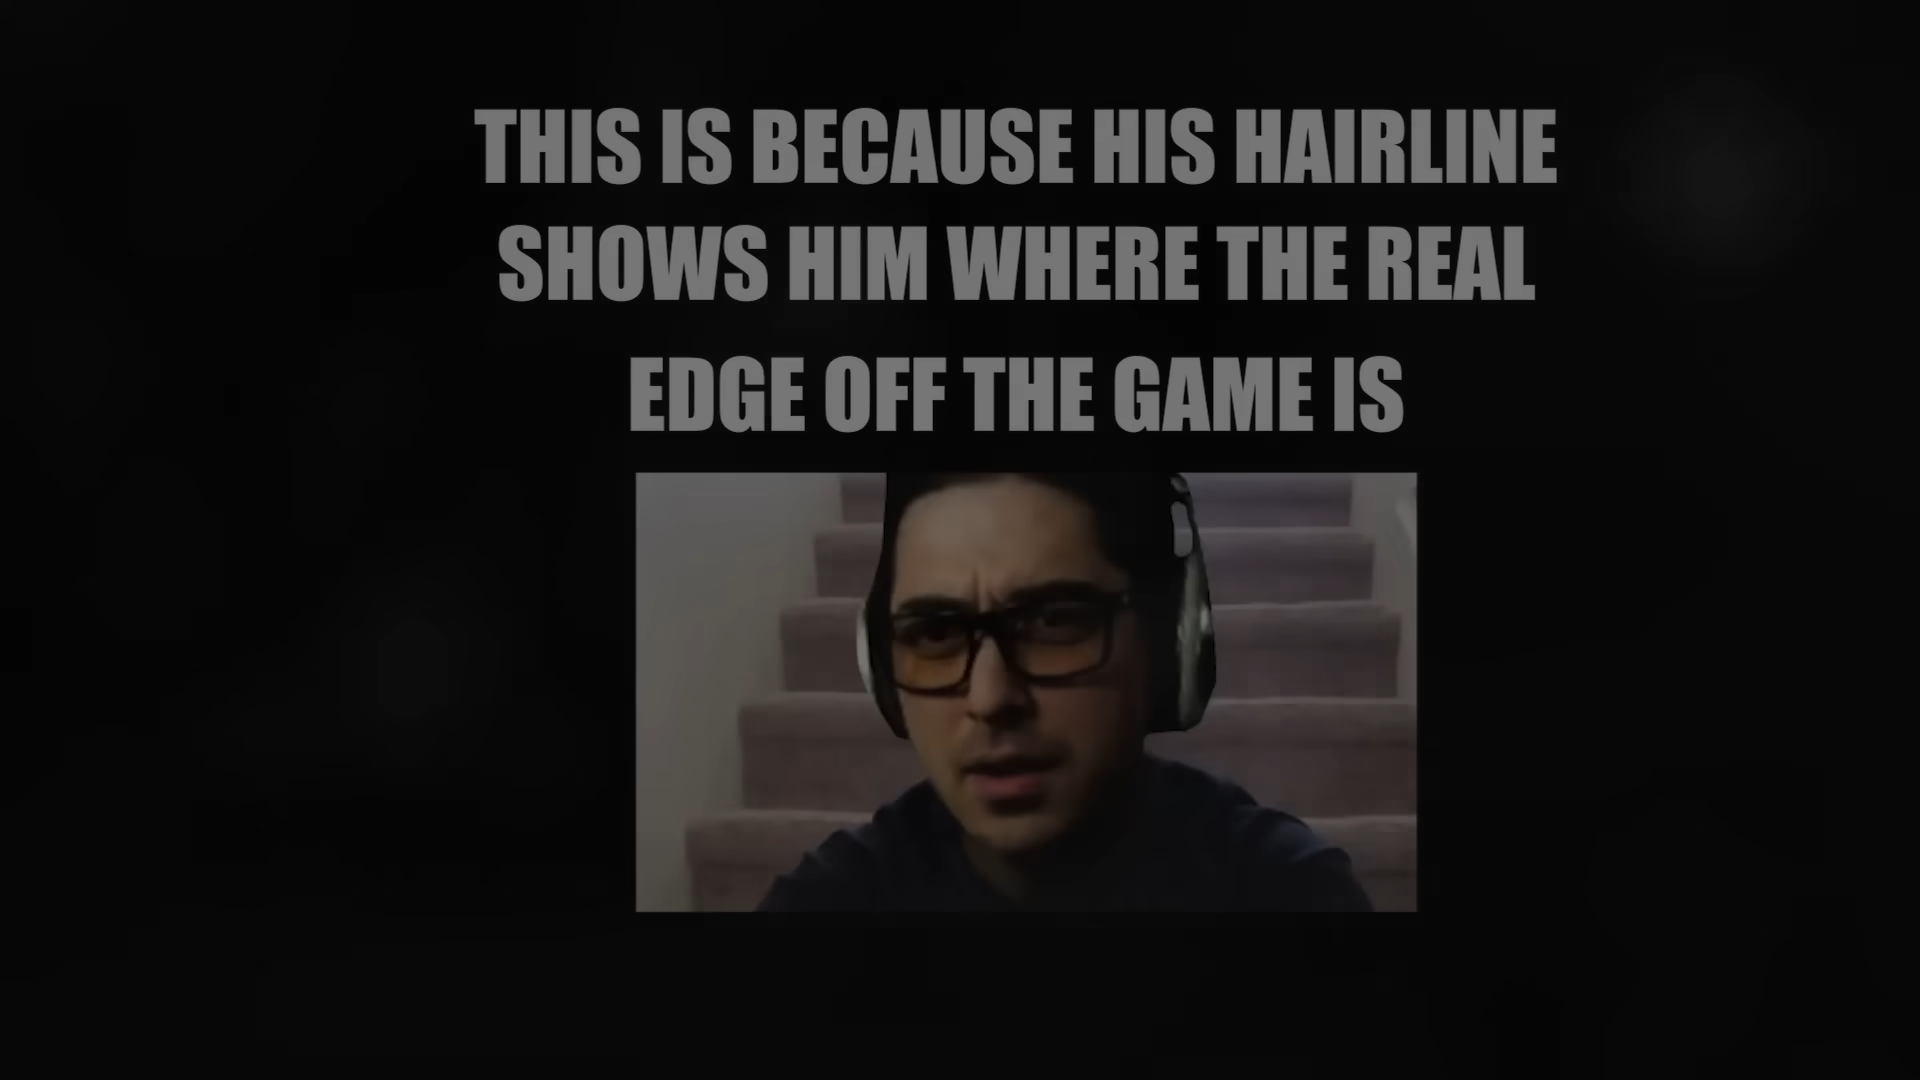 THIS IS BECAUSE HIS HAIRLINE
SHOWS HIM WHERE THE REAL
EDGE OFF THE GAME IS